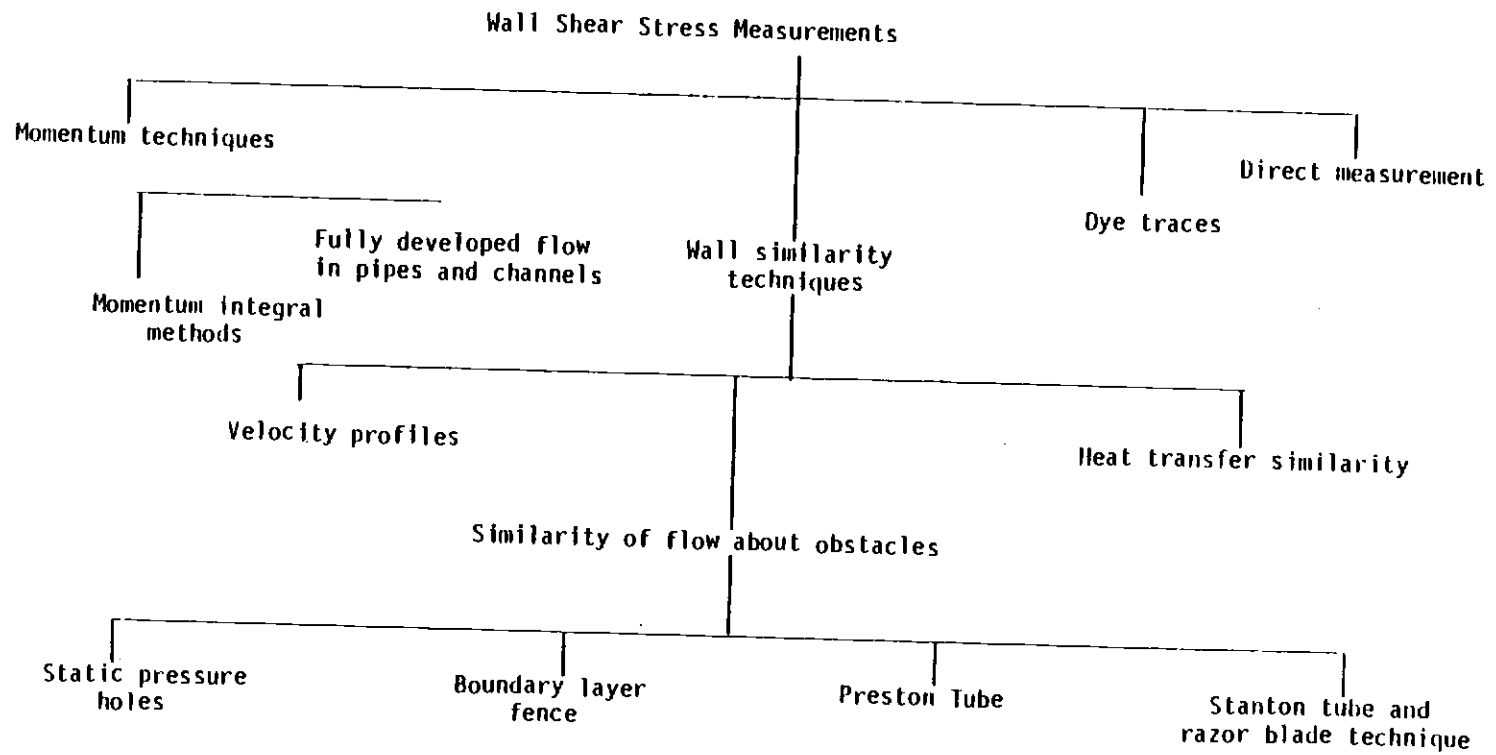 Wall Shear Stress Measurements
Momentum techniques
Direct measurement
Dye traces
Fully developed flow
in pipes and channels
Wall similarity
techniques
Momentum integral
methods
Velocity profiles
Heat transfer similarity
Similarity of flow about obstacles
Static pressure
holes
Boundary layer
fence
Preston Tube
Stanton tube and
razor blade technique